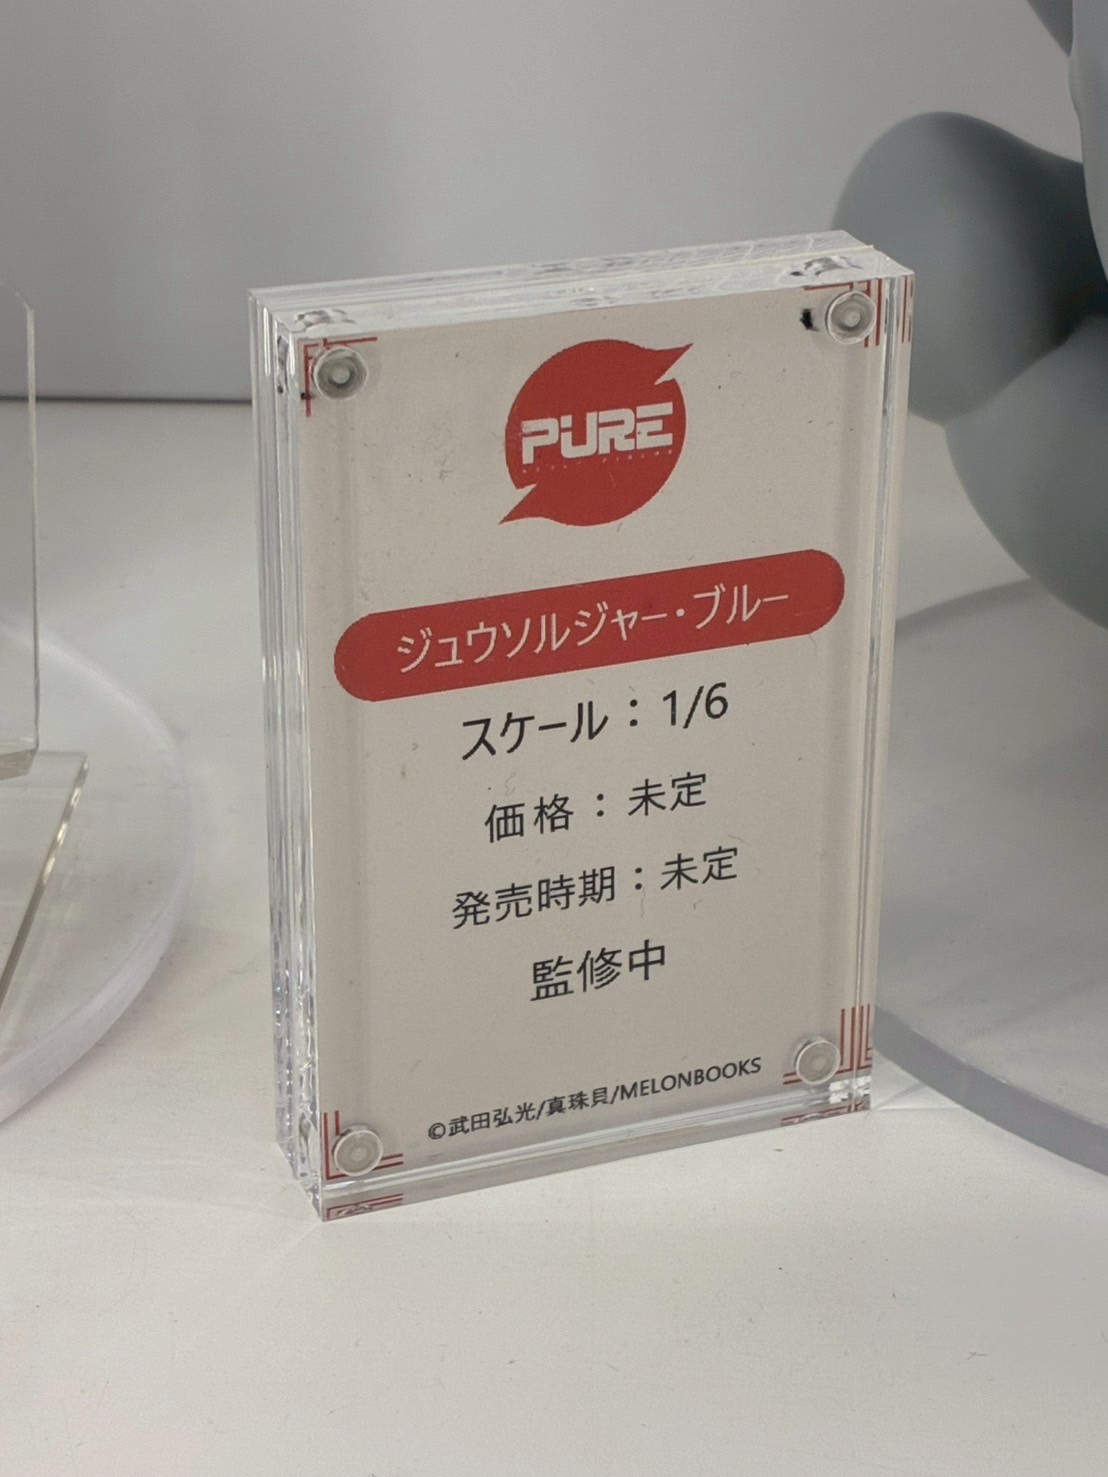 PURE
ジュウソルジャー・ブルー
スケール：1/6
価格：未定
発売時期：未定
監修中
©武田弘光/真珠貝/MELONBOOKS